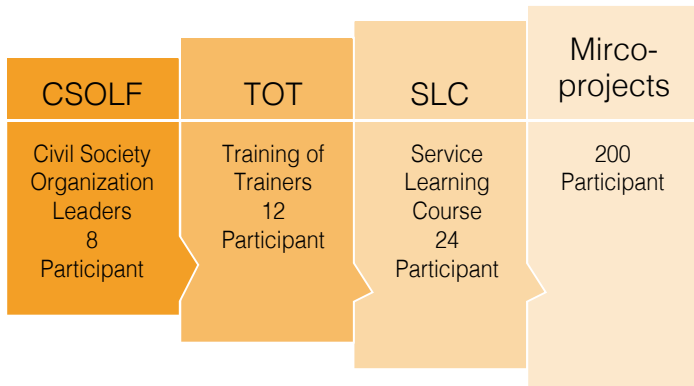 CSOLF
Civil Society
Organization
Leaders
8
Participant
TOT
Training of
Trainers
12
Participant
SLC
Service
Learning
Course
24
Participant
Mirco-
projects
200
Participant